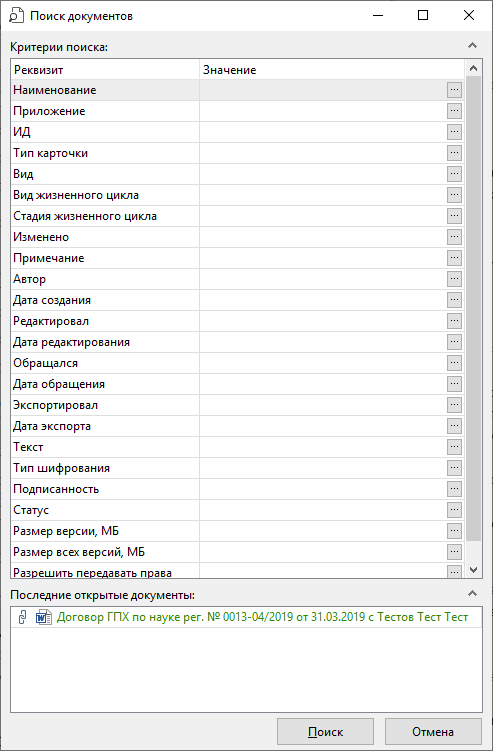 Поиск документов
Критерии поиска:
Реквизит Значение
Наименование
Приложение
ИД
Тип карточки
Вид
Вид жизненного цикла
Стадия жизненного цикла
Изменено
Примечание
Автор
Дата создания
Редактировал
Дата редактирования
Обращался
Дата обращения
Экспортировал
Дата экспорта
Текст
Тип шифрования
Подписанность
Статус
Размер версии, МБ
Размер всех версий, МБ
Разрешить передавать права
Последние открытые документы:
Договор ГПХ по науке рег. № 0013-04/2019 от 31.03.2019 с Тестов Тест Тест
Поиск Отмена